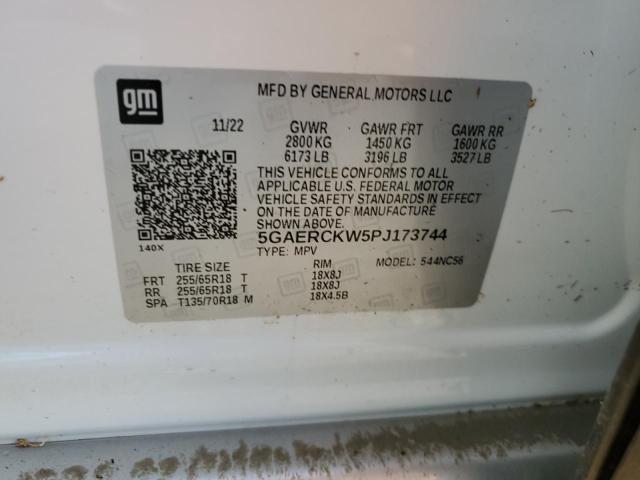 gm
MFD BY GENERAL MOTORS LLC
11/22 GVWR GAWR FRT GAWR RR
2800 KG 1450 KG 1600 KG
6173 LB 3196 LB 3527 LB
THIS VEHICLE CONFORMS TO ALL
APPLICABLE U.S. FEDERAL MOTOR
VEHICLE SAFETY STANDARDS IN EFFECT
ON THE DATE OF MANUFACTURE
SHOWN ABOVE.
5GAERCKW5PJ173744
140X
TYPE: MPV MODEL: 544NC56
TIRE SIZE RIM
FRT 255/65R18 T 18X8J
RR 255/65R18 T 18X8J
SPA T135/70R18 M 18X4.5B